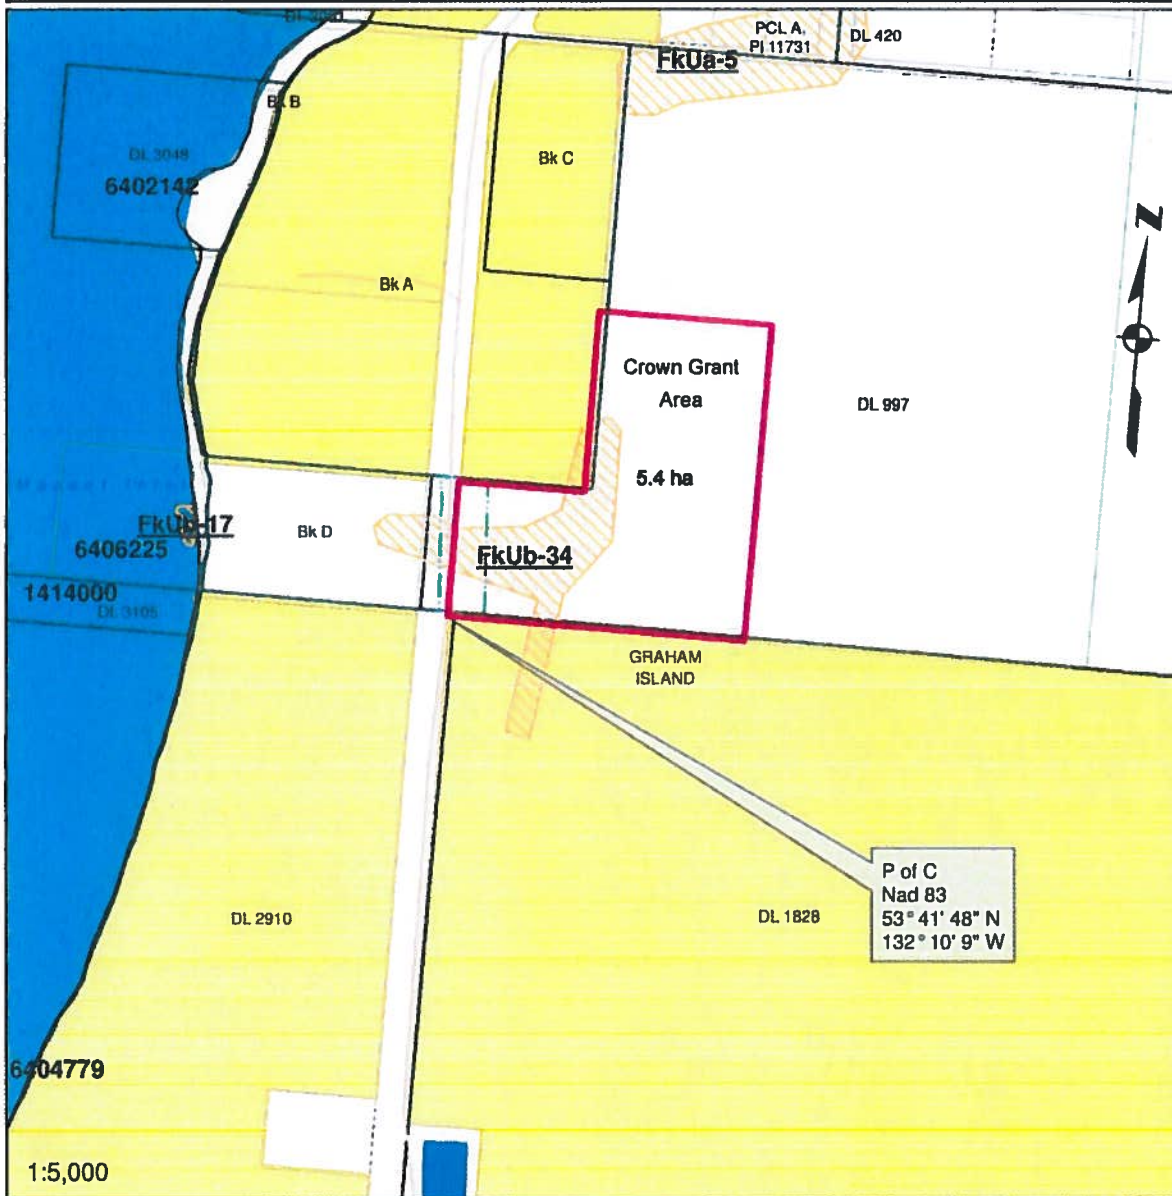 PCL A,
PI 11731
DL 420
FkUa-5
Bk B
Bk C
DL 3048
6402142
Bk A
N
Crown Grant
Area
DL 997
5.4 ha
FkUb-17
Bk D
6406225
FkUb-34
1414000
DL 3105
GRAHAM
ISLAND
P of C
Nad 83
53° 41' 48" N
132° 10' 9" W
DL 2910
DL 1828
6404779
1:5,000